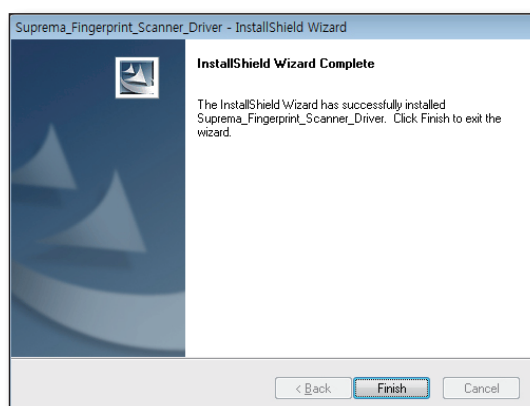 Suprema_Fingerprint_Scanner_Driver - InstallShield Wizard
InstallShield Wizard Complete
The InstallShield Wizard has successfully installed
Suprema_Fingerprint_Scanner_Driver. Click Finish to exit the
wizard.
< Back
Finish
Cancel